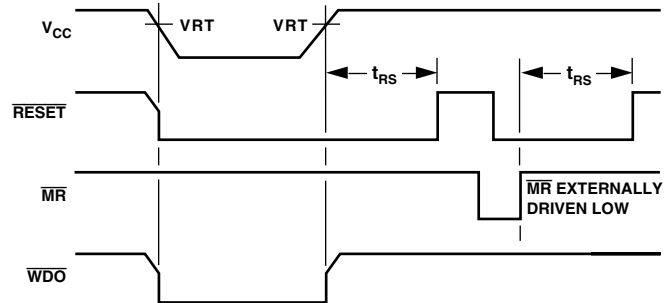 VRT
VRT
VCC
tRS
tRS
RESET
MR
MR EXTERNALLY
DRIVEN LOW
WDO